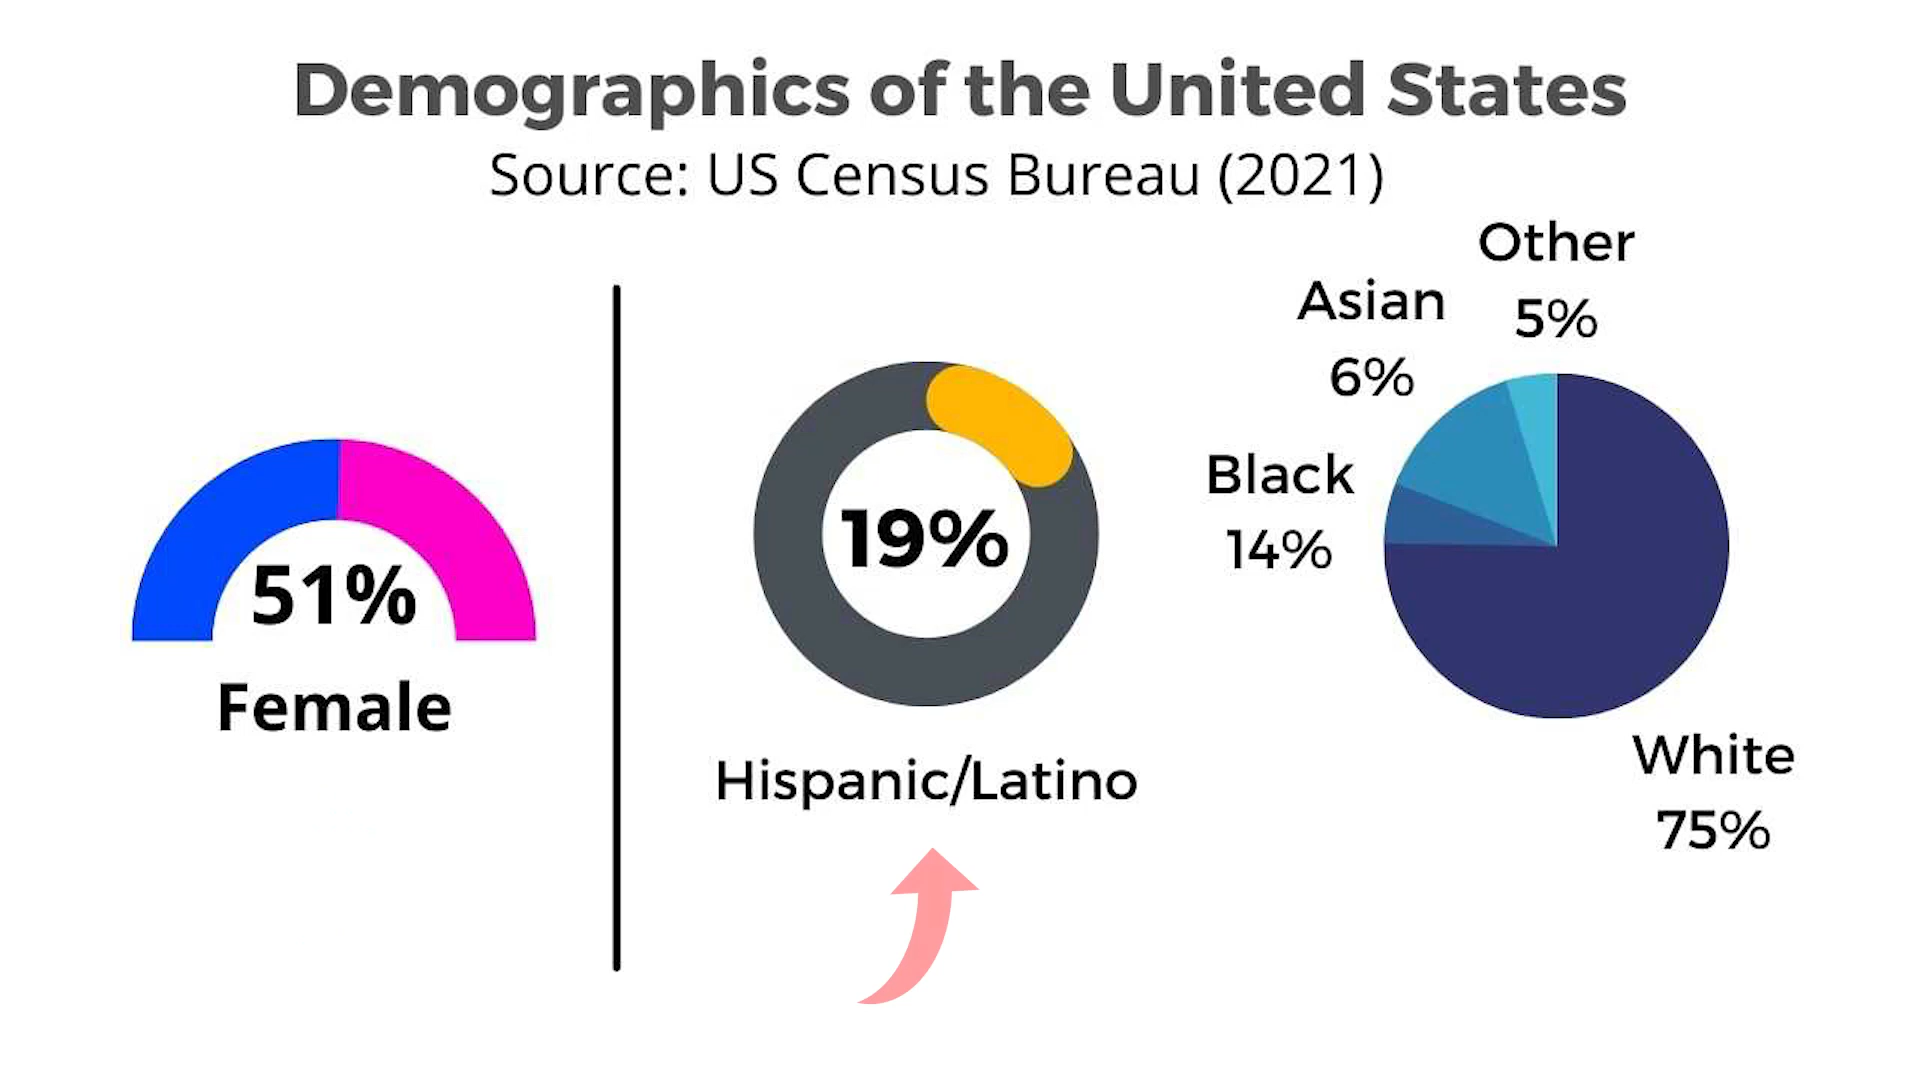 Demographics of the United States
Source: US Census Bureau (2021)
51%
Female
19%
Hispanic/Latino
Other
5%
Asian
6%
Black
14%
White
75%